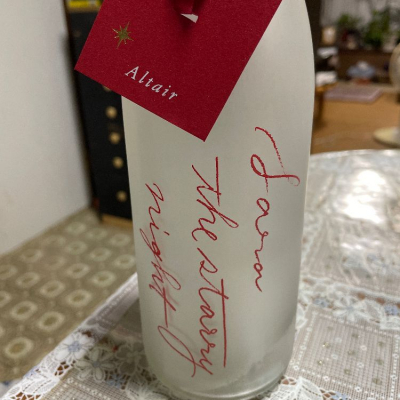 Altair
Sara
the starry
night